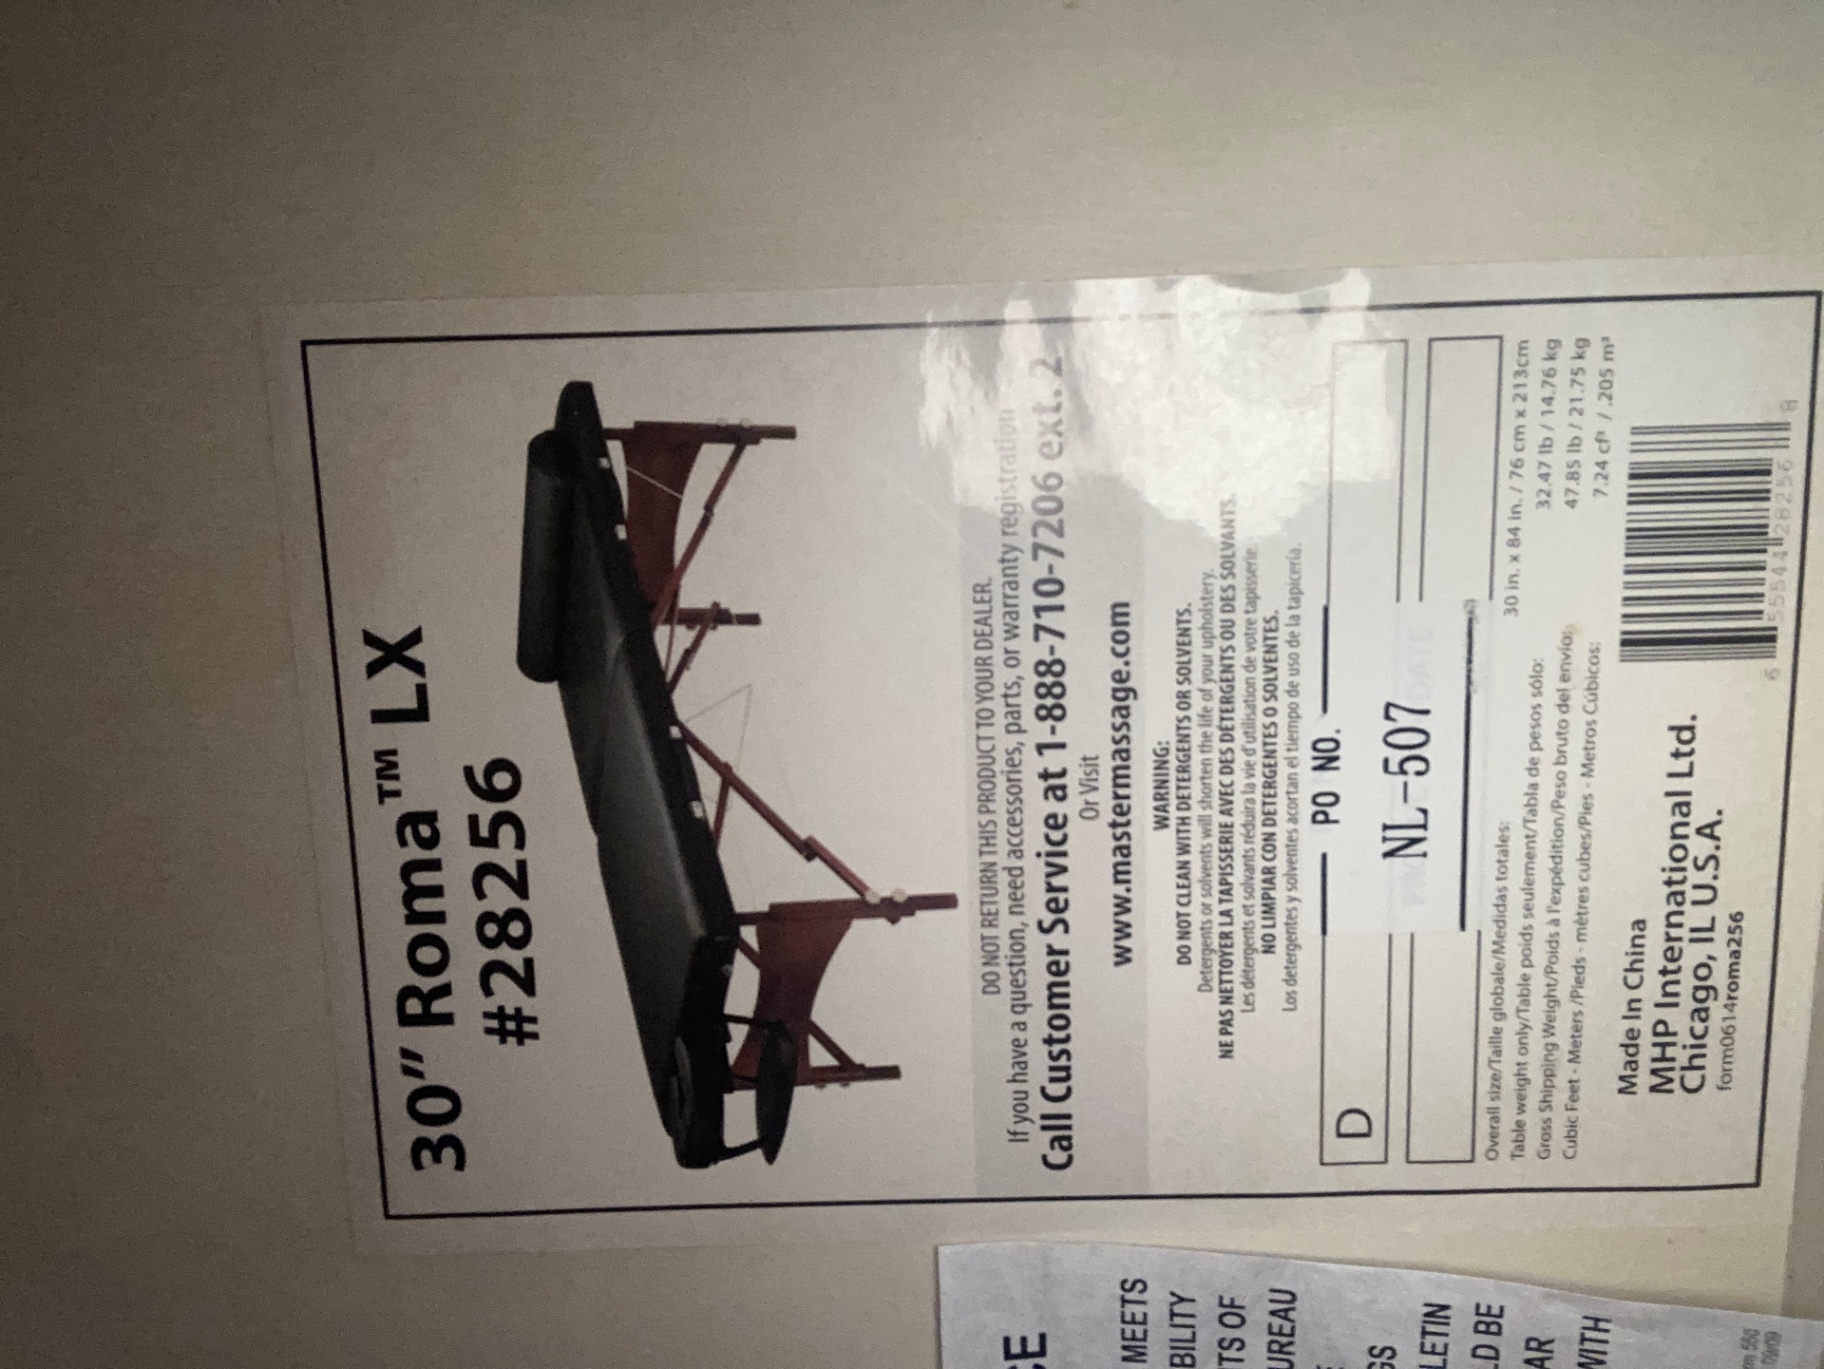 30" Roma™ LX
#28256
DO NOT RETURN THIS PRODUCT TO YOUR DEALER.
If you have a question, need accessories, parts, or warranty registration
Call Customer Service at 1-888-710-7206 ext. 2
Or Visit
www.mastermassage.com
WARNING:
DO NOT CLEAN WITH DETERGENTS OR SOLVENTS.
Detergents or solvents will shorten the life of your upholstery.
NE PAS NETTOYER LA TAPISSERIE AVEC DES DÉTERGENTS OU DES SOLVANTS.
Les détergents et solvants réduira la vie d'utilisation de votre tapisserie.
NO LIMPIAR CON DETERGENTES O SOLVENTES.
Los detergentes y solventes acortan el tiempo de uso de la tapicería.
D
PO NO.
NL-507
Overall size/Taille globale/Medidas totales: 30 in. x 84 in. / 76 cm x 213cm
Table weight only/Table poids seulement/Tabla de pesos sólo: 32.47 lb / 14.76 kg
Gross Shipping Weight/Poids à l'expédition/Peso bruto del envío: 47.85 lb / 21.75 kg
Cubic Feet - Meters /Pieds - mètres cubes/Pies - Metros Cúbicos: 7.24 cf³ / .205 m³
Made In China
MHP International Ltd.
Chicago, IL U.S.A.
form0614roma256
6 55544 28256 8
CE
MEETS
BILITY
TS OF
UREAU
GS
LETIN
LD BE
AR
WITH